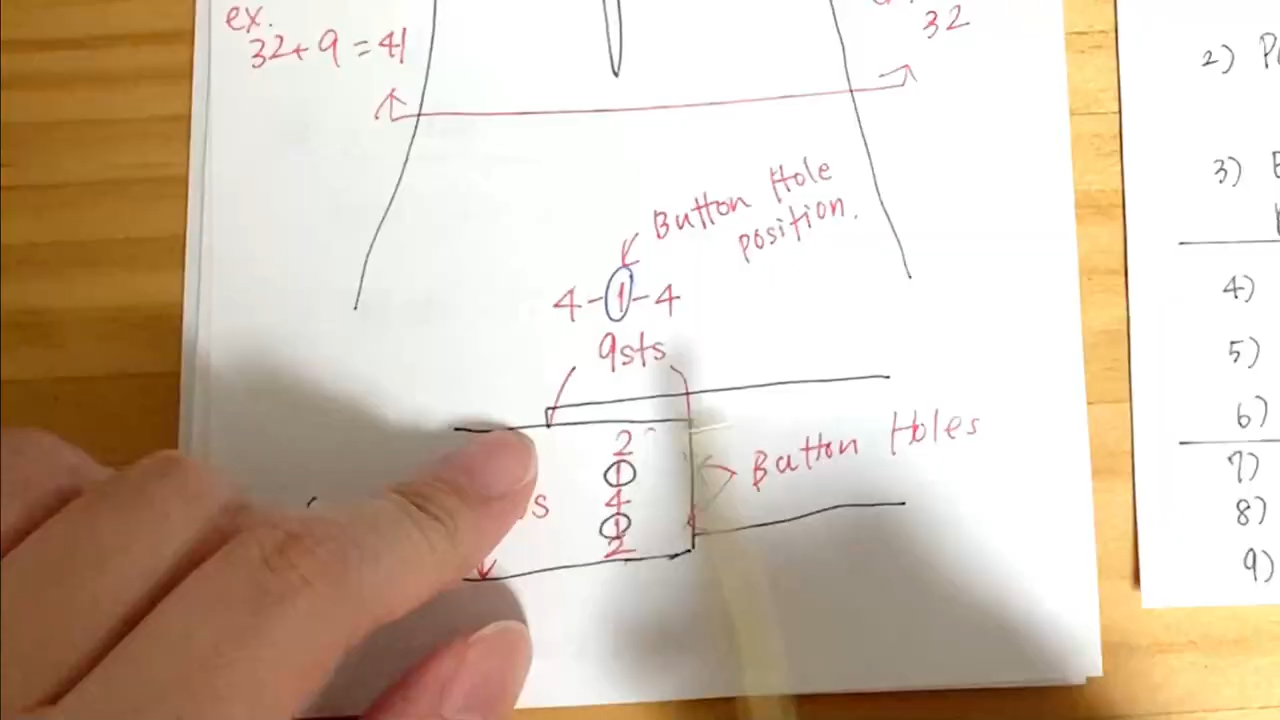 ex.
32+9=41
32
Button Hole
position.
4-1-4
9sts
2
1
4
1
2
s
Button Holes
2) P
3) E
4)
5)
6)
7)
8)
9)